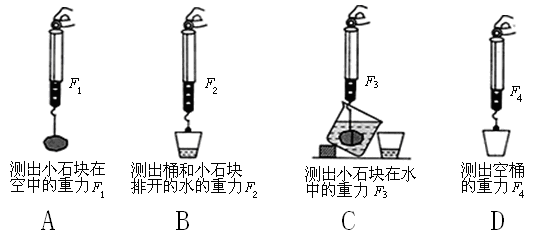 F1
F2
F3
F4
测出小石块在
空中的重力F1
测出桶和小石块
排开的水的重力F2
测出小石块在水
中的重力 F3
测出空桶
的重力F4
A
B
C
D